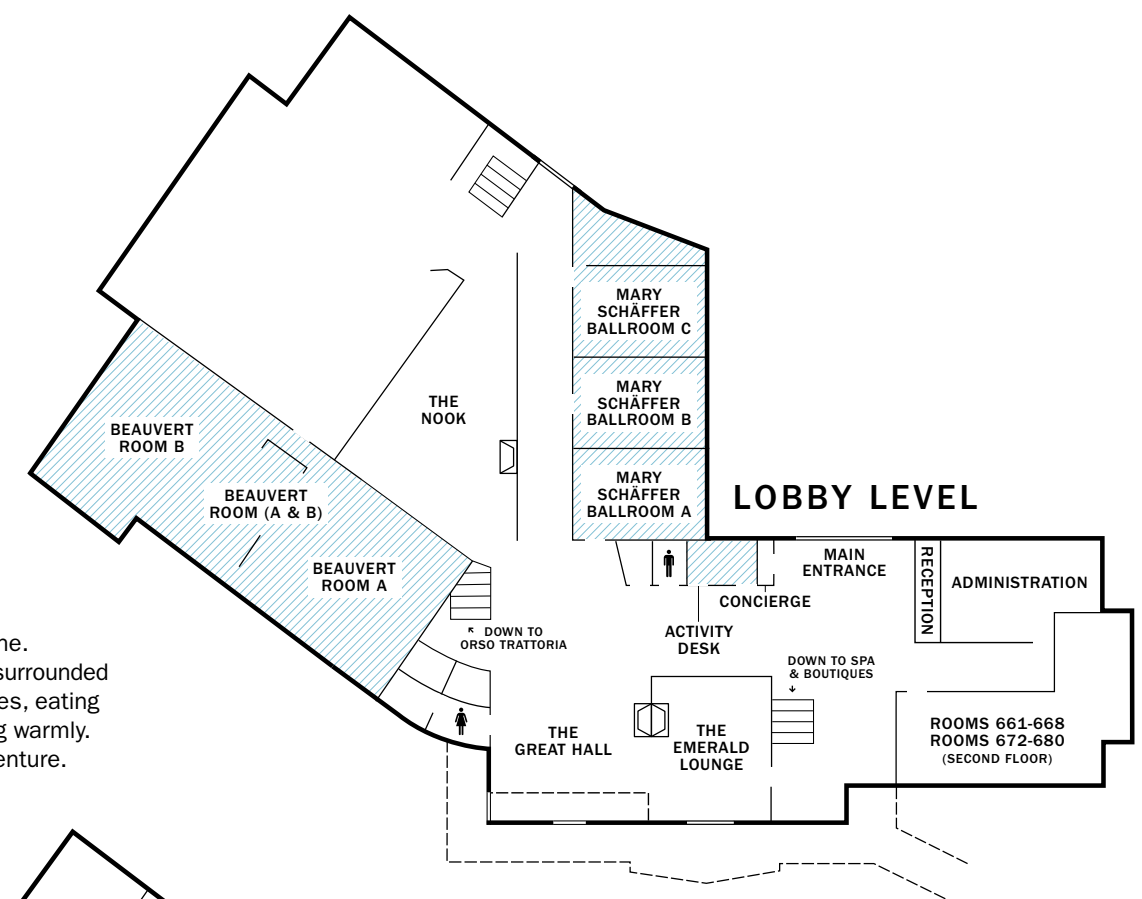 MARY
SCHÄFFER
BALLROOM C
MARY
SCHÄFFER
BALLROOM B
MARY
SCHÄFFER
BALLROOM A
THE
NOOK
BEAUVERT
ROOM B
BEAUVERT
ROOM (A & B)
BEAUVERT
ROOM A
LOBBY LEVEL
MAIN
ENTRANCE
RECEPTION
ADMINISTRATION
CONCIERGE
ACTIVITY
DESK
DOWN TO
ORSO TRATTORIA
DOWN TO SPA
& BOUTIQUES
THE
GREAT HALL
THE
EMERALD
LOUNGE
ROOMS 661-668
ROOMS 672-680
(SECOND FLOOR)
surrounded
eating
warmly.